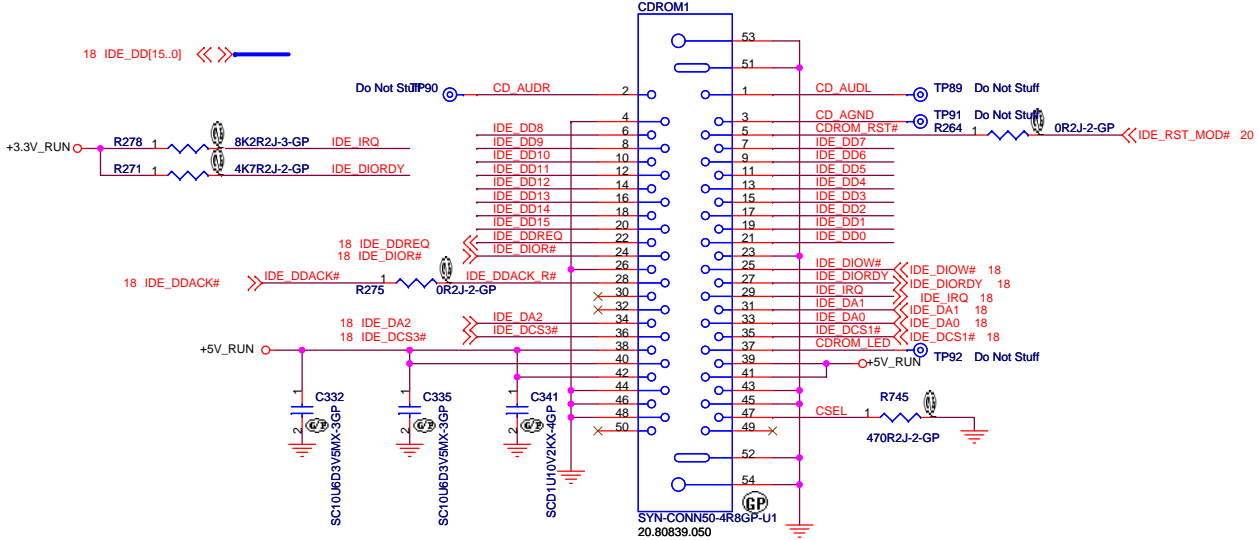 CDROM1
18 IDE_DD[15..0]
53
51
Do Not Stuff
TP90
CD_AUDR
2
1
CD_AUDL
TP89 Do Not Stuff
4
3
CD_AGND
TP91 Do Not Stuff
IDE_DD8
6
5
CDROM_RST#
R264
1
0R2J-2-GP
IDE_RST_MOD# 20
+3.3V_RUN
R278
1
8K2R2J-3-GP
IDE_IRQ
IDE_DD9
8
7
IDE_DD7
IDE_DD10
10
9
IDE_DD6
R271
1
4K7R2J-2-GP
IDE_DIORDY
IDE_DD11
12
11
IDE_DD5
IDE_DD12
14
13
IDE_DD4
IDE_DD13
16
15
IDE_DD3
IDE_DD14
18
17
IDE_DD2
IDE_DD15
20
19
IDE_DD1
18 IDE_DDREQ
IDE_DDREQ
22
21
IDE_DD0
18 IDE_DIOR#
IDE_DIOR#
24
23
26
25
IDE_DIOW#
IDE_DIOW# 18
18 IDE_DDACK#
IDE_DDACK#
R275
1
0R2J-2-GP
IDE_DDACK_R#
28
27
IDE_DIORDY
IDE_DIORDY 18
30
29
IDE_IRQ
IDE_IRQ 18
32
31
IDE_DA1
IDE_DA1 18
18 IDE_DA2
IDE_DA2
34
33
IDE_DA0
IDE_DA0 18
18 IDE_DCS3#
IDE_DCS3#
36
35
IDE_DCS1#
IDE_DCS1# 18
+5V_RUN
38
37
CDROM_LED
TP92 Do Not Stuff
40
39
+5V_RUN
42
41
44
43
46
45
48
47
CSEL
1
R745
470R2J-2-GP
50
49
1
C332
2
SC10U6D3V5MX-3GP
1
C335
2
SC10U6D3V5MX-3GP
1
C341
2
SCD1U10V2KX-4GP
52
54
GP
SYN-CONN50-4R8GP-U1
20.80839.050